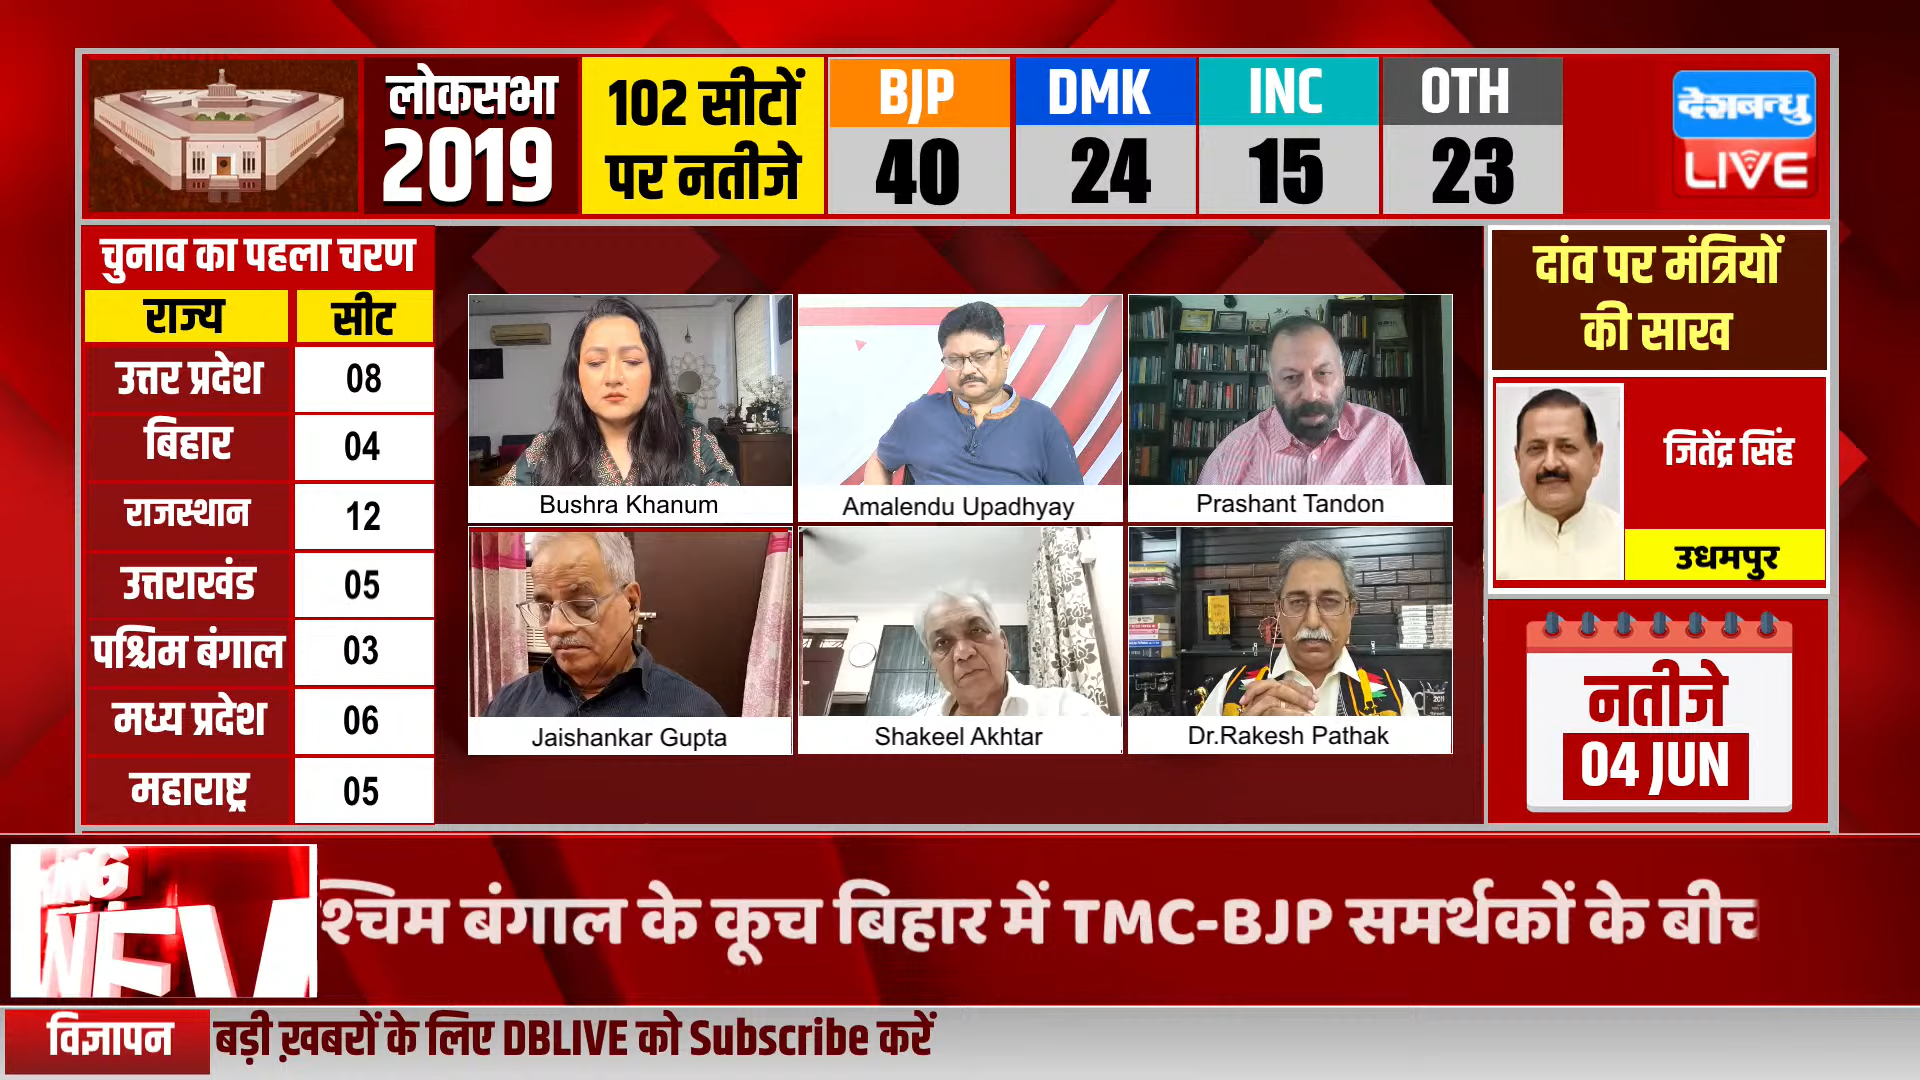 लोकसभा
2019
102 सीटों
पर नतीजे
BJP
40
DMK
24
INC
15
OTH
23
देशबन्धु
LIVE
चुनाव का पहला चरण
राज्य सीट
उत्तर प्रदेश 08
बिहार 04
राजस्थान 12
उत्तराखंड 05
पश्चिम बंगाल 03
मध्य प्रदेश 06
महाराष्ट्र 05
Bushra Khanum
Amalendu Upadhyay
Prashant Tandon
Jaishankar Gupta
Shakeel Akhtar
Dr.Rakesh Pathak
दांव पर मंत्रियों
की साख
जितेंद्र सिंह
उधमपुर
नतीजे
04 JUN
श्चिम बंगाल के कूच बिहार में TMC-BJP समर्थकों के बीच
विज्ञापन
बड़ी ख़बरों के लिए DBLIVE को Subscribe करें